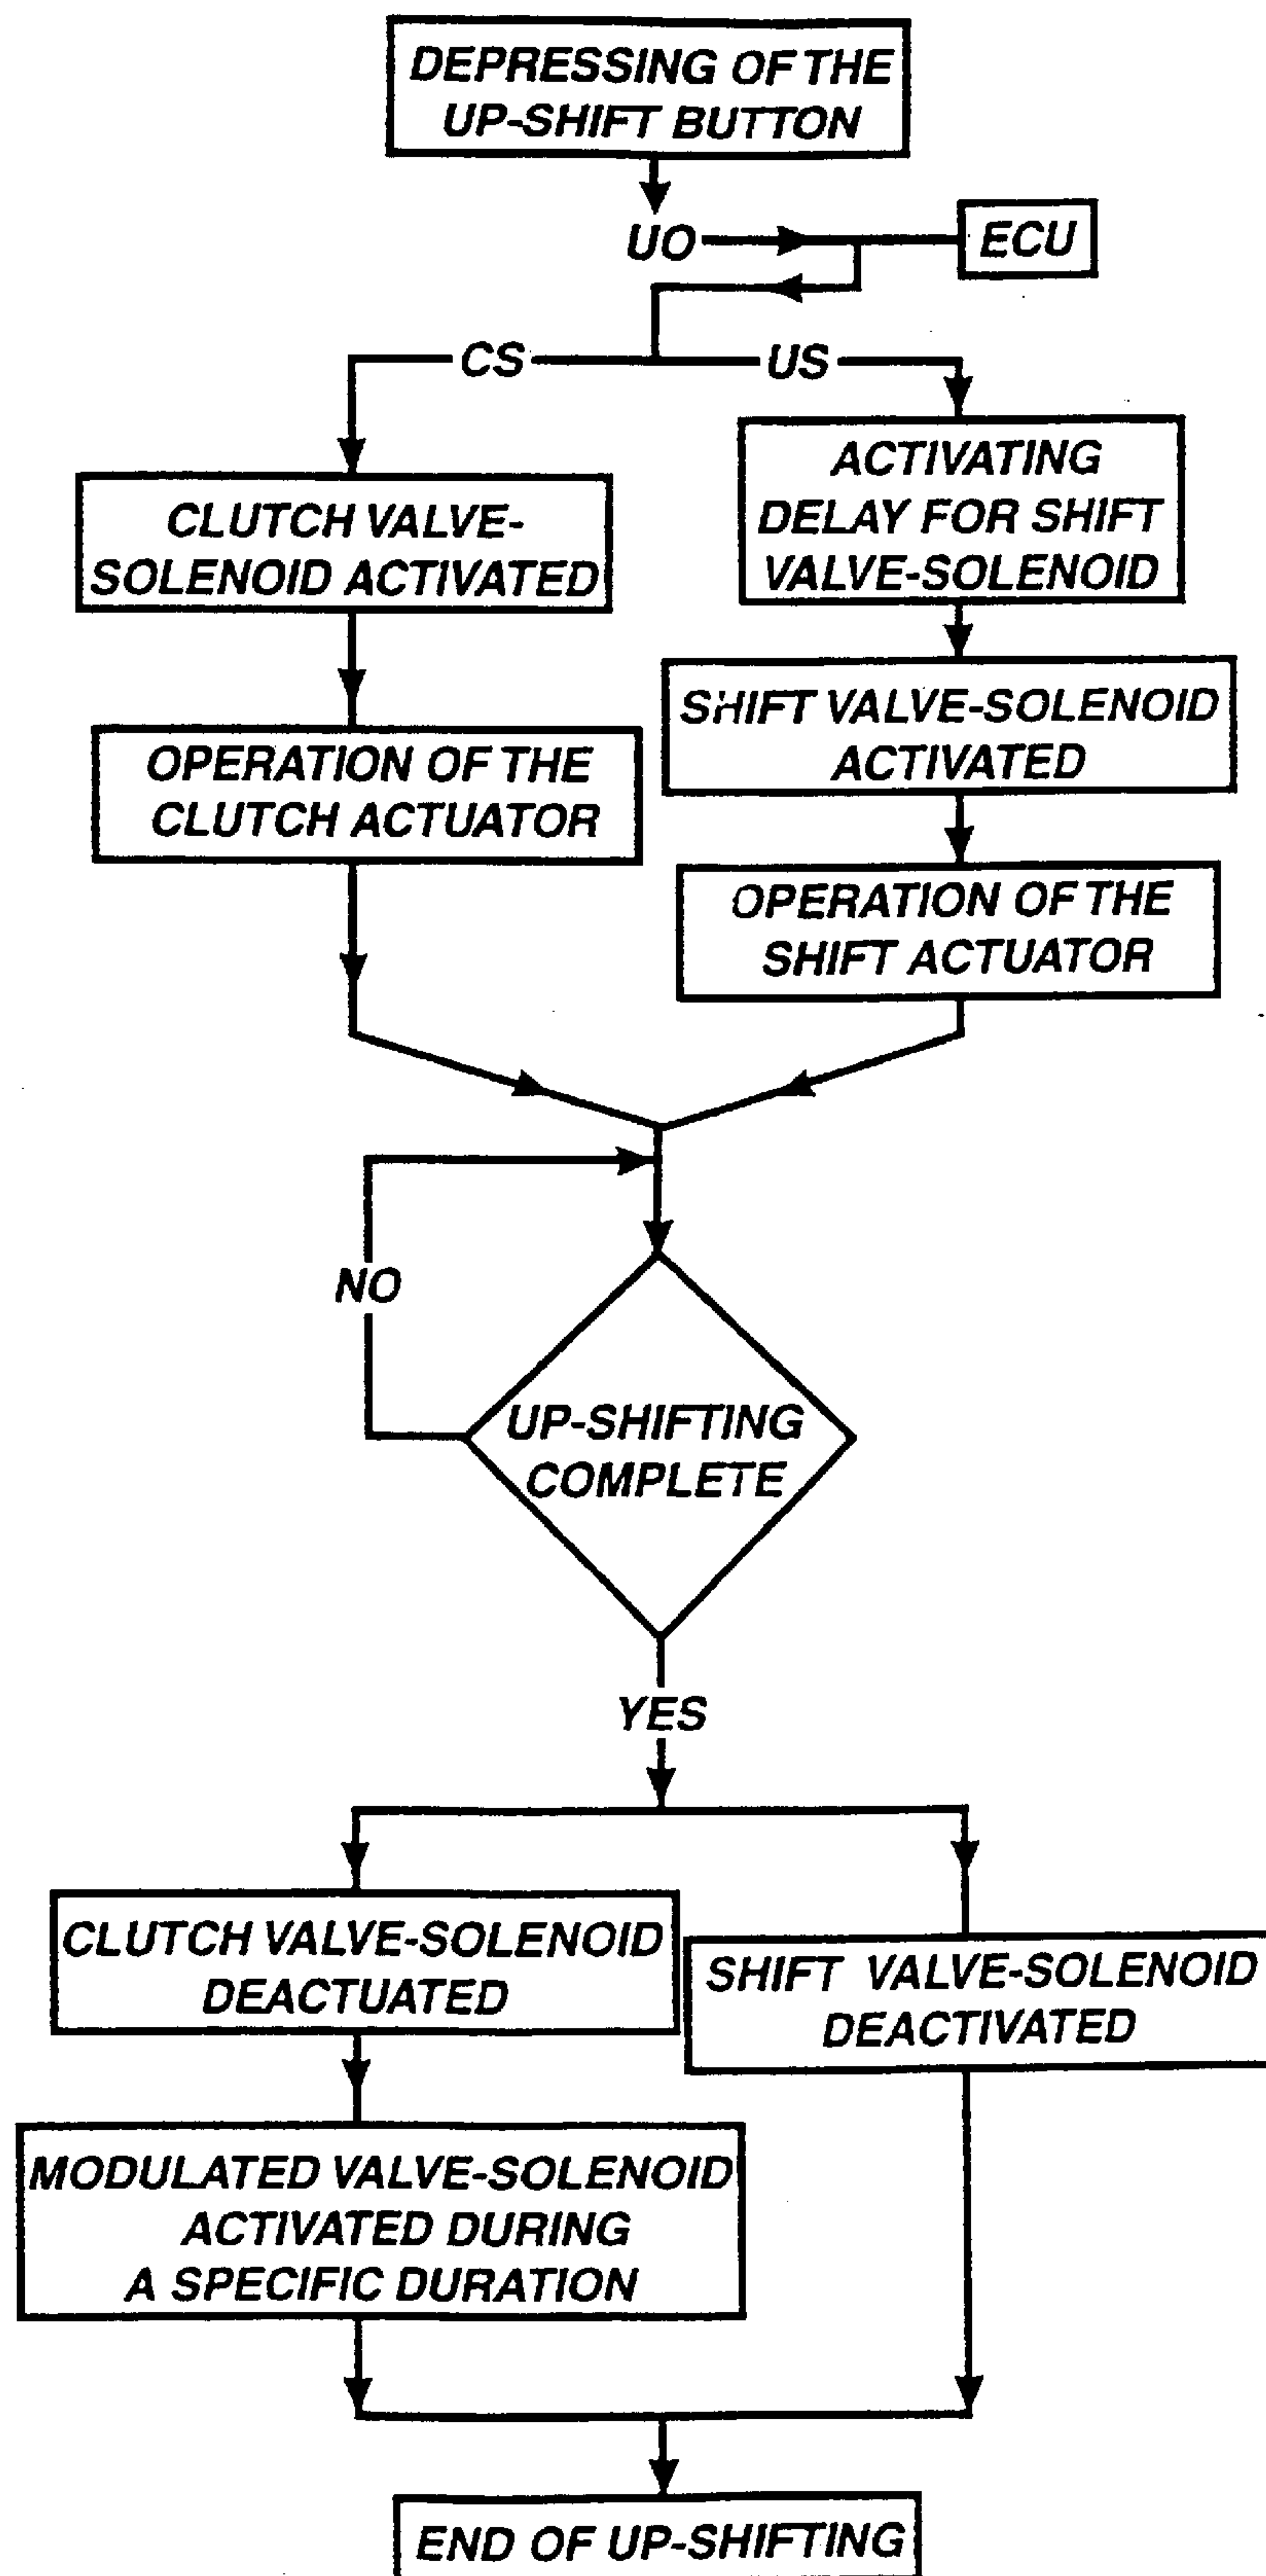 DEPRESSING OF THE
UP-SHIFT BUTTON
UO
ECU
CS
US
CLUTCH VALVE-
SOLENOID ACTIVATED
ACTIVATING
DELAY FOR SHIFT
VALVE-SOLENOID
OPERATION OF THE
CLUTCH ACTUATOR
SHIFT VALVE-SOLENOID
ACTIVATED
OPERATION OF THE
SHIFT ACTUATOR
NO
UP-SHIFTING
COMPLETE
YES
CLUTCH VALVE-SOLENOID
DEACTUATED
SHIFT VALVE-SOLENOID
DEACTIVATED
MODULATED VALVE-SOLENOID
ACTIVATED DURING
A SPECIFIC DURATION
END OF UP-SHIFTING